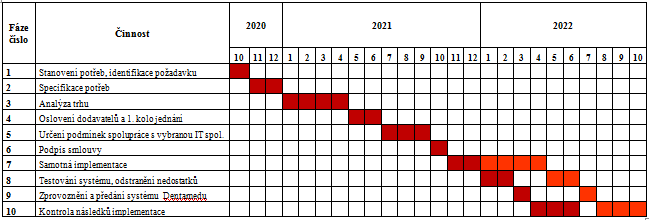 Fáze číslo Činnost 2020 2021 2022
10 11 12 1 2 3 4 5 6 7 8 9 10 11 12 1 2 3 4 5 6 7 8 9 10
1 Stanovení potřeb, identifikace požadavku
2 Specifikace potřeb
3 Analýza trhu
4 Oslovení dodavatelů a 1. kolo jednání
5 Určení podmínek spolupráce s vybranou IT spol.
6 Podpis smlouvy
7 Samotná implementace
8 Testování systému, odstranění nedostatků
9 Zprovoznění a předání systému Dentamedu
10 Kontrola následků implementace